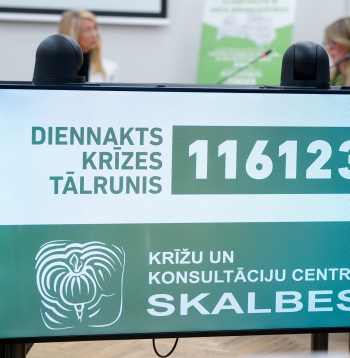 DIENNAKTS
KRĪZES
TĀLRUNIS
116123
KRĪŽU UN
KONSULTĀCIJU CENTR
SKALBES